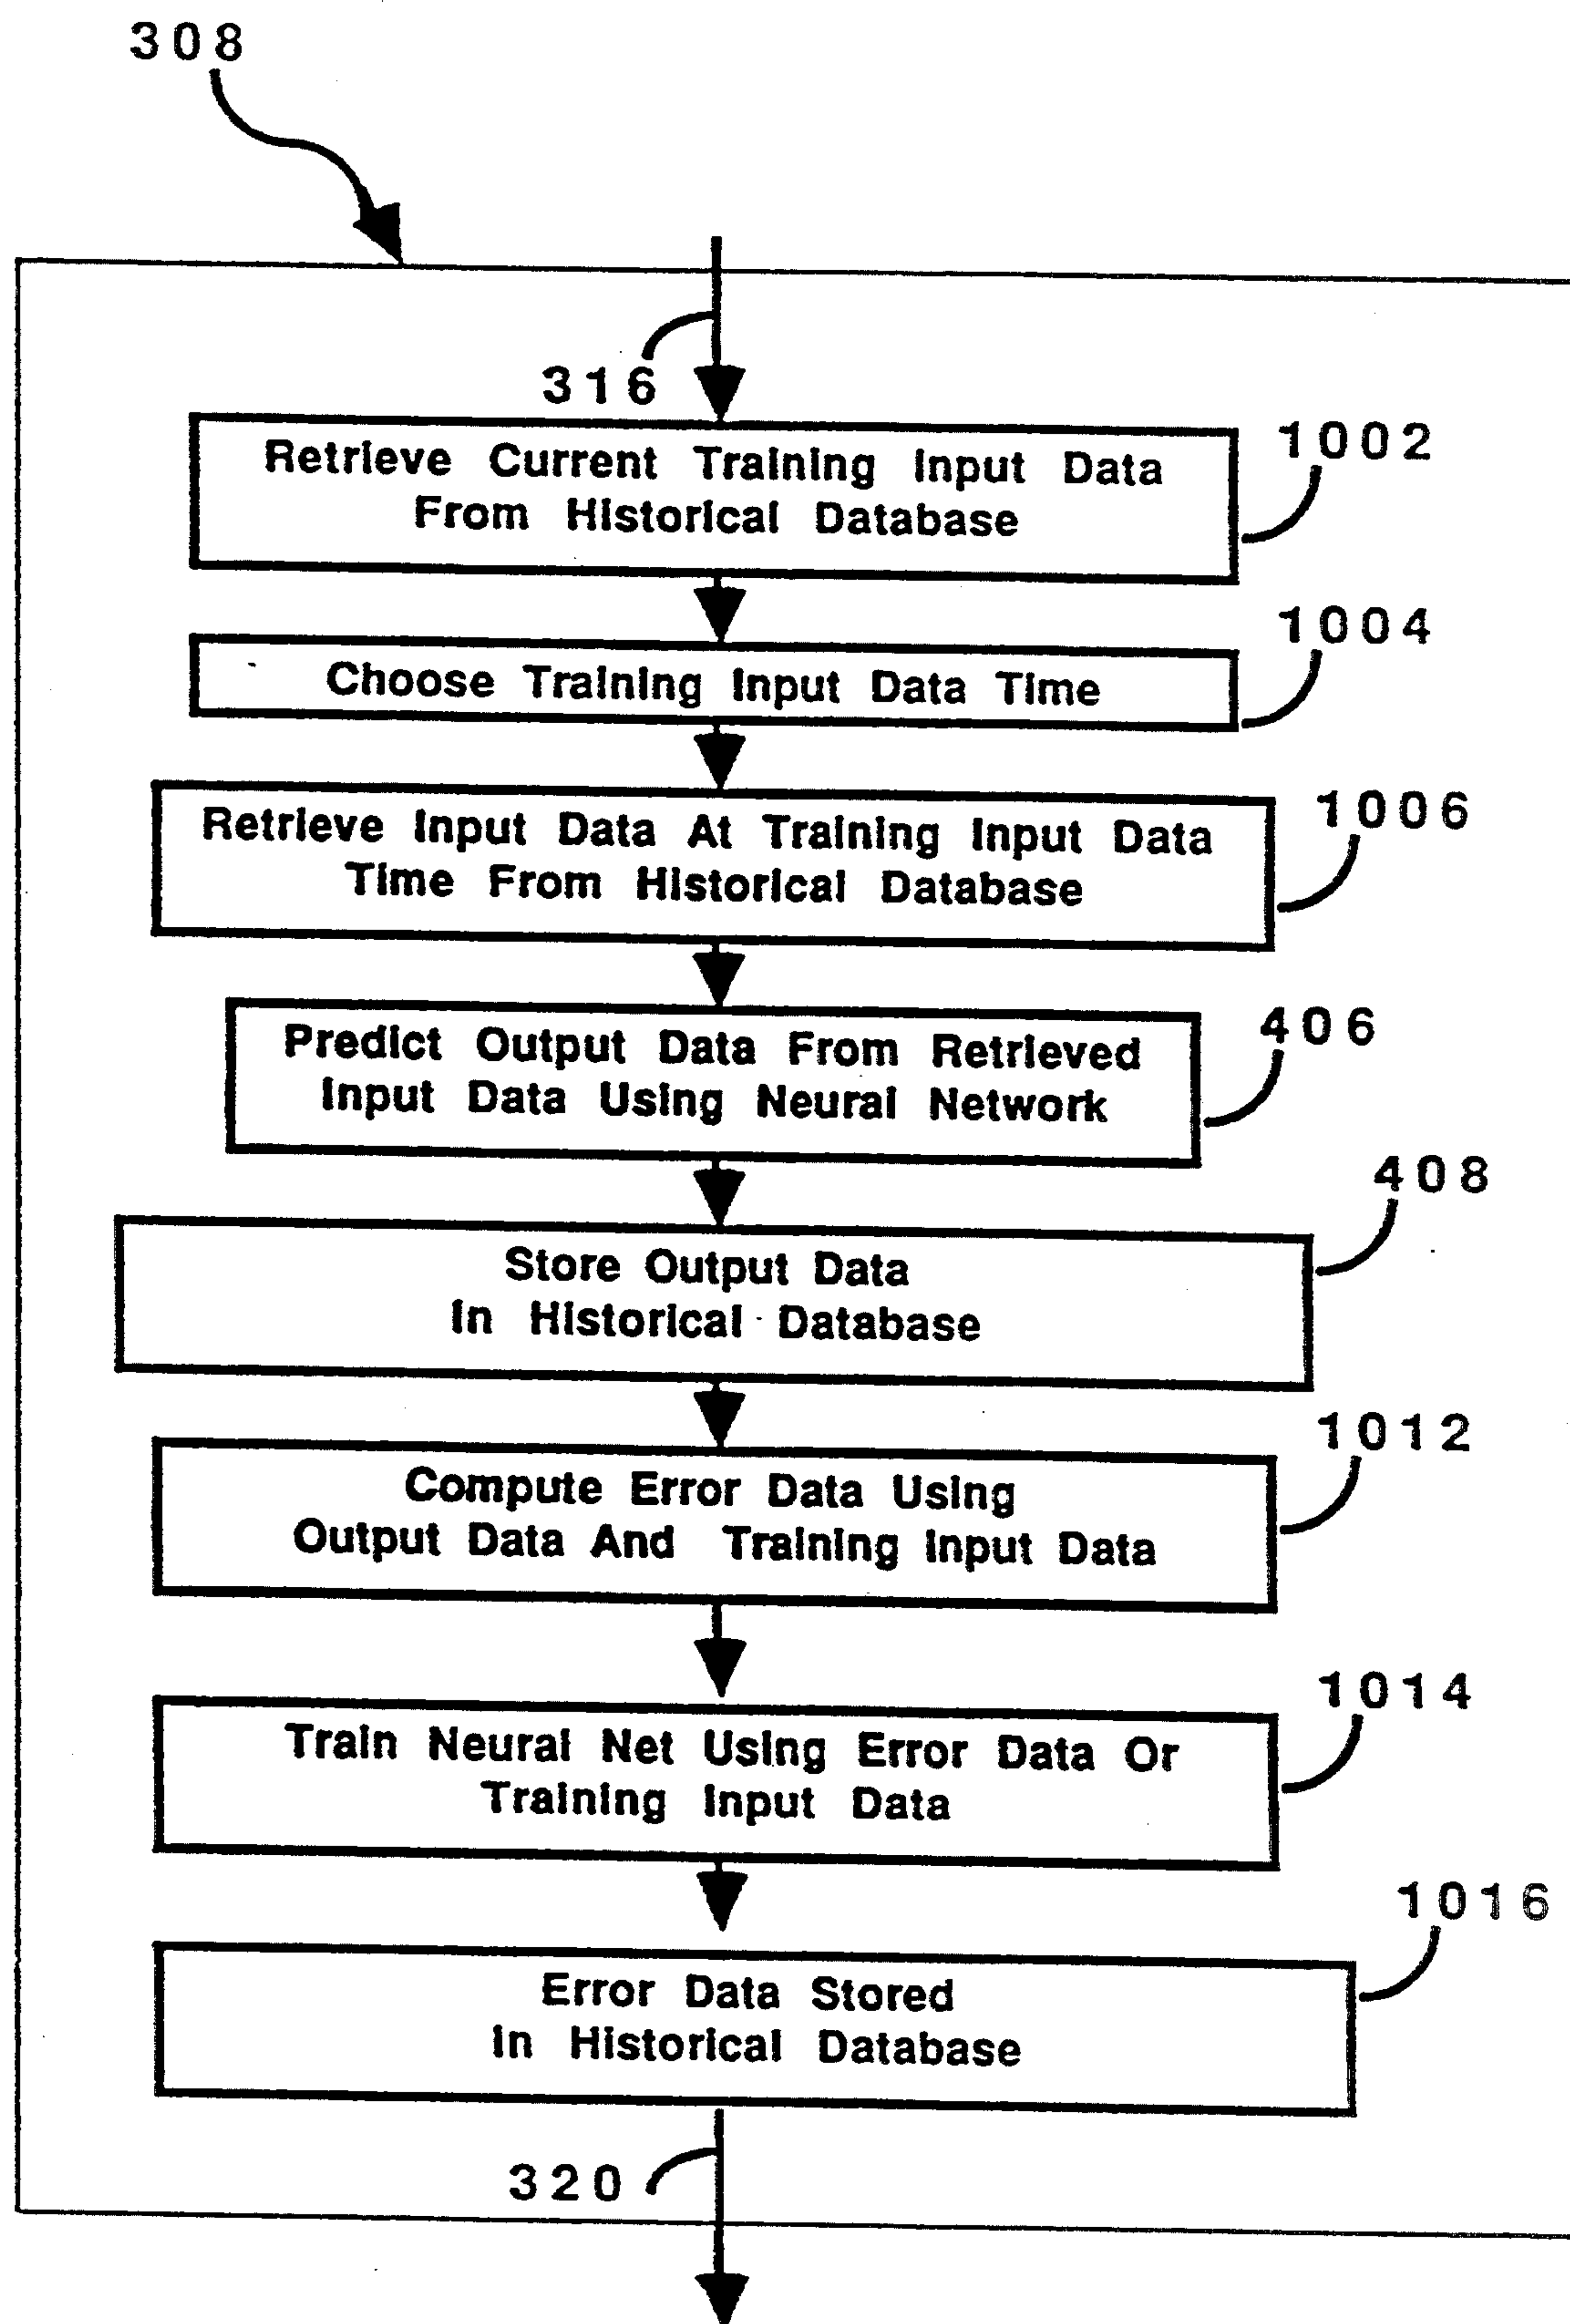 308
316
Retrieve Current Training Input Data
From Historical Database
1002
Choose Training Input Data Time
1004
Retrieve Input Data At Training Input Data
Time From Historical Database
1006
Predict Output Data From Retrieved
Input Data Using Neural Network
406
Store Output Data
In Historical Database
408
Compute Error Data Using
Output Data And Training Input Data
1012
Train Neural Net Using Error Data Or
Training Input Data
1014
Error Data Stored
In Historical Database
1016
320